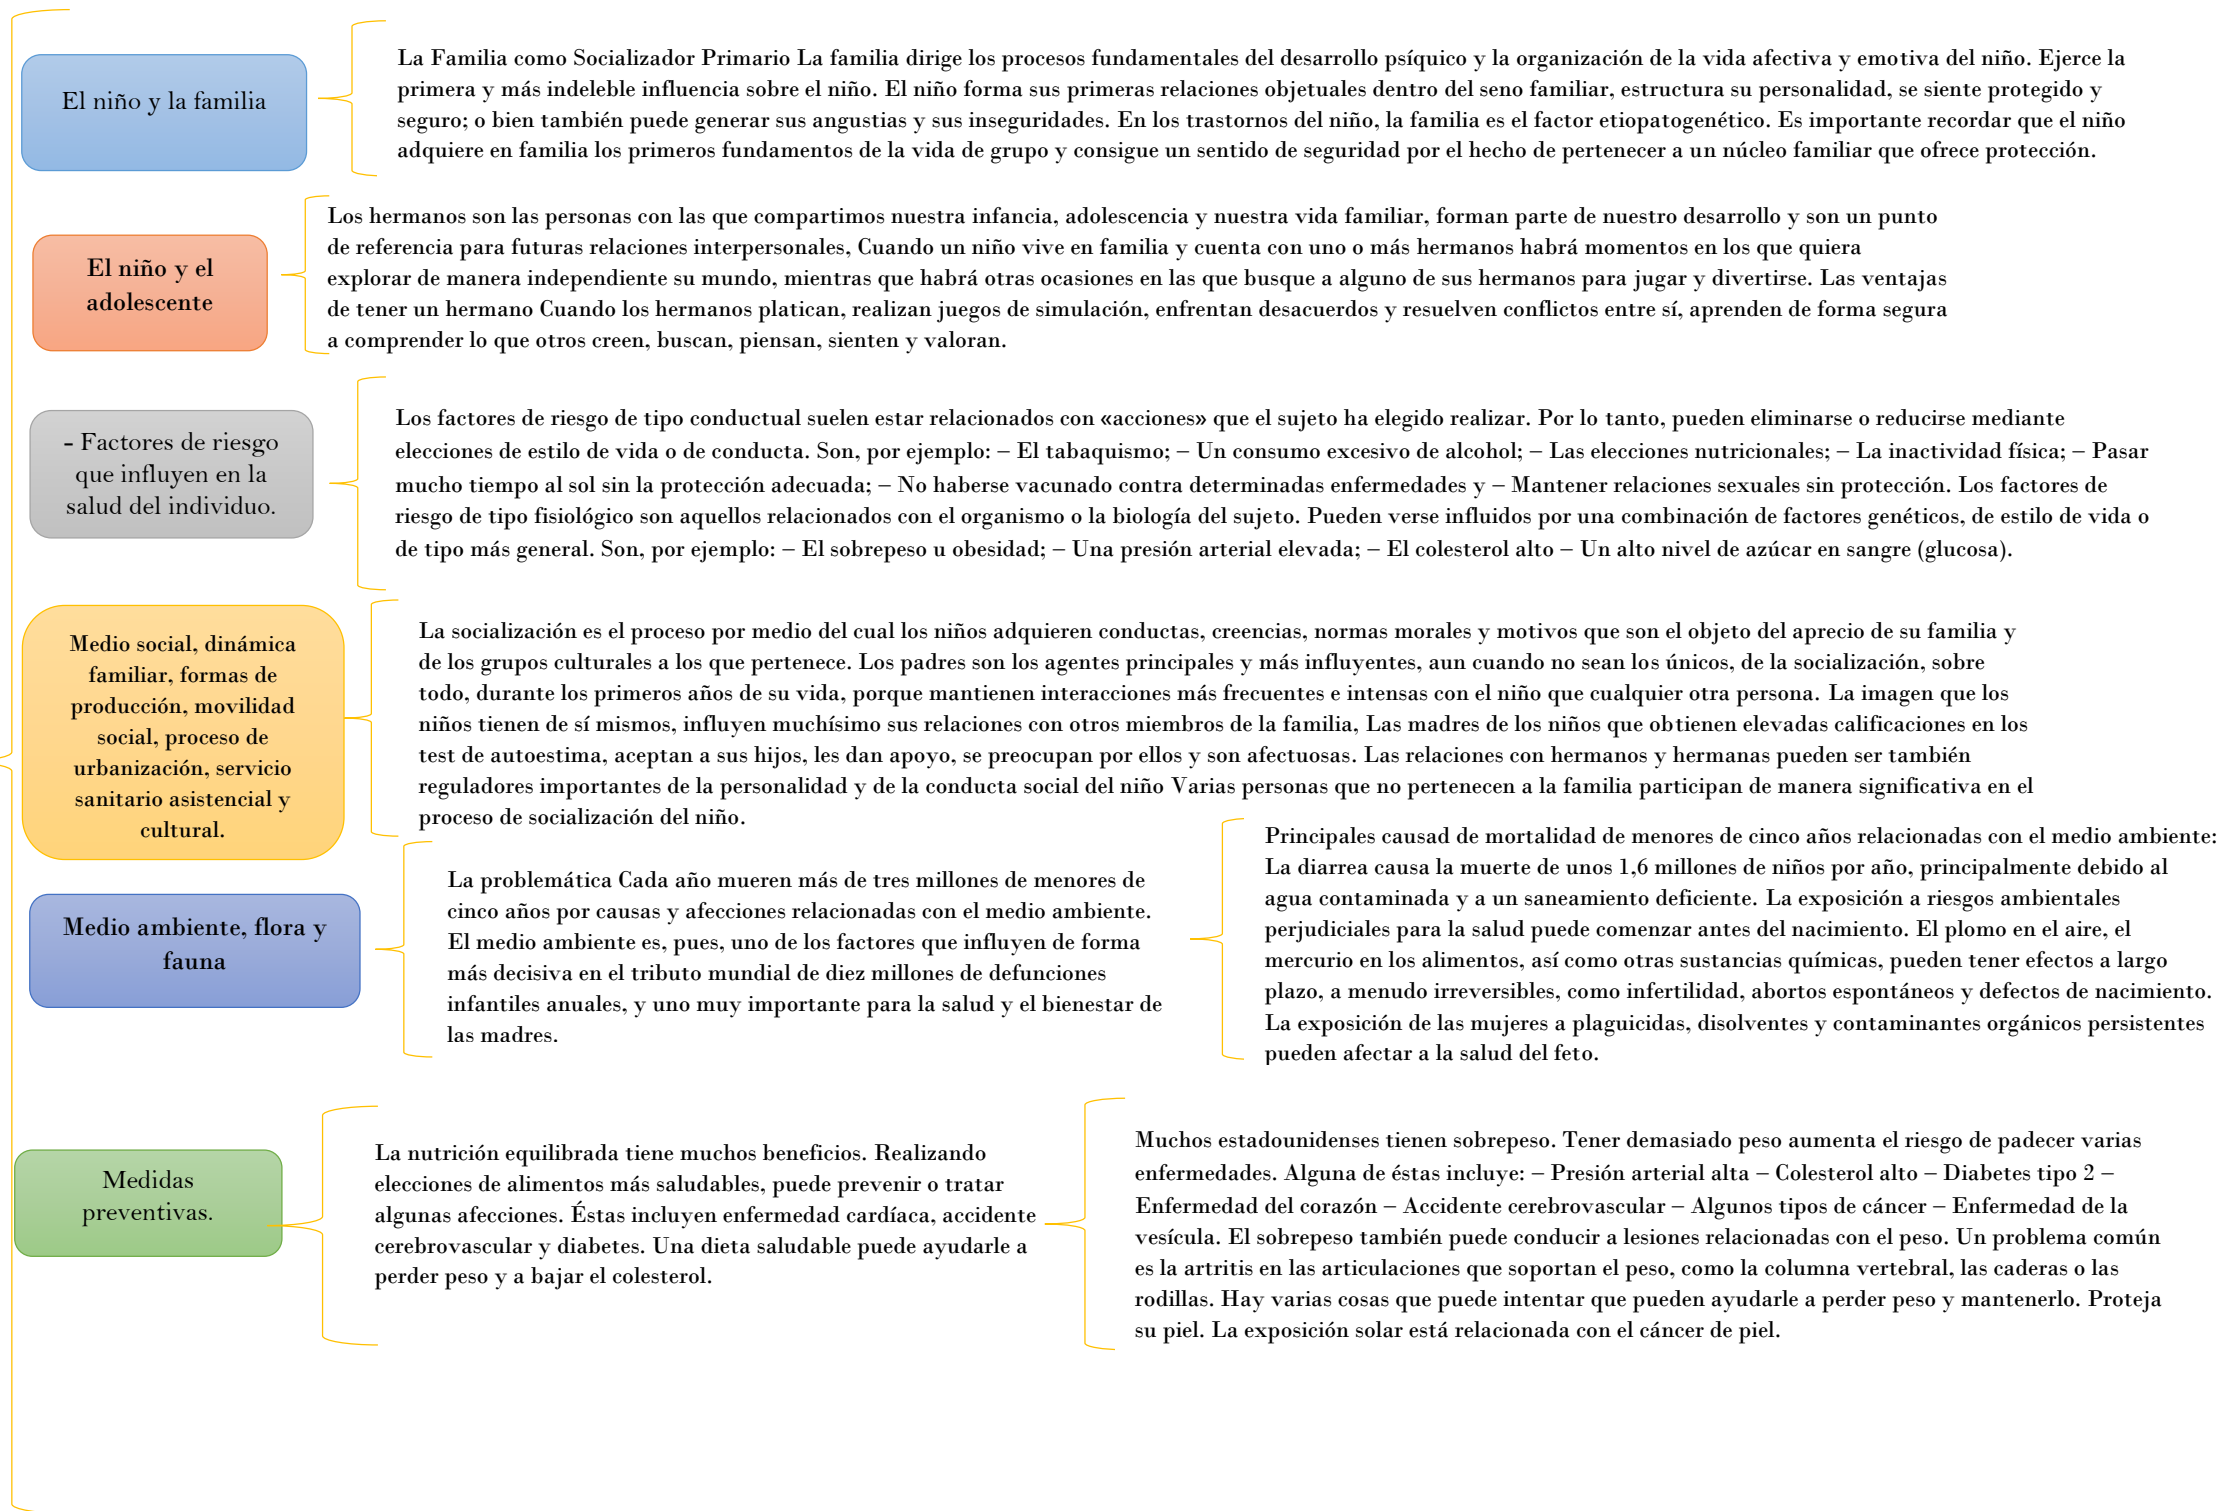 El niño y la familia
La Familia como Socializador Primario La familia dirige los procesos fundamentales del desarrollo psíquico y la organización de la vida afectiva y emotiva del niño. Ejerce la
primera y más indeleble influencia sobre el niño. El niño forma sus primeras relaciones objetuales dentro del seno familiar, estructura su personalidad, se siente protegido y
seguro; o bien también puede generar sus angustias y sus inseguridades. En los trastornos del niño, la familia es el factor etiopatogenético. Es importante recordar que el niño
adquiere en familia los primeros fundamentos de la vida de grupo y consigue un sentido de seguridad por el hecho de pertenecer a un núcleo familiar que ofrece protección.
El niño y el
adolescente
Los hermanos son las personas con las que compartimos nuestra infancia, adolescencia y nuestra vida familiar, forman parte de nuestro desarrollo y son un punto
de referencia para futuras relaciones interpersonales, Cuando un niño vive en familia y cuenta con uno o más hermanos habrá momentos en los que quiera
explorar de manera independiente su mundo, mientras que habrá otras ocasiones en las que busque a alguno de sus hermanos para jugar y divertirse. Las ventajas
de tener un hermano Cuando los hermanos platican, realizan juegos de simulación, enfrentan desacuerdos y resuelven conflictos entre sí, aprenden de forma segura
a comprender lo que otros creen, buscan, piensan, sienten y valoran.
- Factores de riesgo
que influyen en la
salud del individuo.
Los factores de riesgo de tipo conductual suelen estar relacionados con «acciones» que el sujeto ha elegido realizar. Por lo tanto, pueden eliminarse o reducirse mediante
elecciones de estilo de vida o de conducta. Son, por ejemplo: – El tabaquismo; – Un consumo excesivo de alcohol; – Las elecciones nutricionales; – La inactividad física; – Pasar
mucho tiempo al sol sin la protección adecuada; – No haberse vacunado contra determinadas enfermedades y – Mantener relaciones sexuales sin protección. Los factores de
riesgo de tipo fisiológico son aquellos relacionados con el organismo o la biología del sujeto. Pueden verse influidos por una combinación de factores genéticos, de estilo de vida o
de tipo más general. Son, por ejemplo: – El sobrepeso u obesidad; – Una presión arterial elevada; – El colesterol alto – Un alto nivel de azúcar en sangre (glucosa).
Medio social, dinámica
familiar, formas de
producción, movilidad
social, proceso de
urbanización, servicio
sanitario asistencial y
cultural.
La socialización es el proceso por medio del cual los niños adquieren conductas, creencias, normas morales y motivos que son el objeto del aprecio de su familia y
de los grupos culturales a los que pertenece. Los padres son los agentes principales y más influyentes, aun cuando no sean los únicos, de la socialización, sobre
todo, durante los primeros años de su vida, porque mantienen interacciones más frecuentes e intensas con el niño que cualquier otra persona. La imagen que los
niños tienen de sí mismos, influyen muchísimo sus relaciones con otros miembros de la familia, Las madres de los niños que obtienen elevadas calificaciones en los
test de autoestima, aceptan a sus hijos, les dan apoyo, se preocupan por ellos y son afectuosas. Las relaciones con hermanos y hermanas pueden ser también
reguladores importantes de la personalidad y de la conducta social del niño Varias personas que no pertenecen a la familia participan de manera significativa en el
proceso de socialización del niño.
Medio ambiente, flora y
fauna
La problemática Cada año mueren más de tres millones de menores de
cinco años por causas y afecciones relacionadas con el medio ambiente.
El medio ambiente es, pues, uno de los factores que influyen de forma
más decisiva en el tributo mundial de diez millones de defunciones
infantiles anuales, y uno muy importante para la salud y el bienestar de
las madres.
Principales causad de mortalidad de menores de cinco años relacionadas con el medio ambiente:
La diarrea causa la muerte de unos 1,6 millones de niños por año, principalmente debido al
agua contaminada y a un saneamiento deficiente. La exposición a riesgos ambientales
perjudiciales para la salud puede comenzar antes del nacimiento. El plomo en el aire, el
mercurio en los alimentos, así como otras sustancias químicas, pueden tener efectos a largo
plazo, a menudo irreversibles, como infertilidad, abortos espontáneos y defectos de nacimiento.
La exposición de las mujeres a plaguicidas, disolventes y contaminantes orgánicos persistentes
pueden afectar a la salud del feto.
Medidas
preventivas.
La nutrición equilibrada tiene muchos beneficios. Realizando
elecciones de alimentos más saludables, puede prevenir o tratar
algunas afecciones. Éstas incluyen enfermedad cardíaca, accidente
cerebrovascular y diabetes. Una dieta saludable puede ayudarle a
perder peso y a bajar el colesterol.
Muchos estadounidenses tienen sobrepeso. Tener demasiado peso aumenta el riesgo de padecer varias
enfermedades. Alguna de éstas incluye: – Presión arterial alta – Colesterol alto – Diabetes tipo 2 –
Enfermedad del corazón – Accidente cerebrovascular – Algunos tipos de cáncer – Enfermedad de la
vesícula. El sobrepeso también puede conducir a lesiones relacionadas con el peso. Un problema común
es la artritis en las articulaciones que soportan el peso, como la columna vertebral, las caderas o las
rodillas. Hay varias cosas que puede intentar que pueden ayudarle a perder peso y mantenerlo. Proteja
su piel. La exposición solar está relacionada con el cáncer de piel.